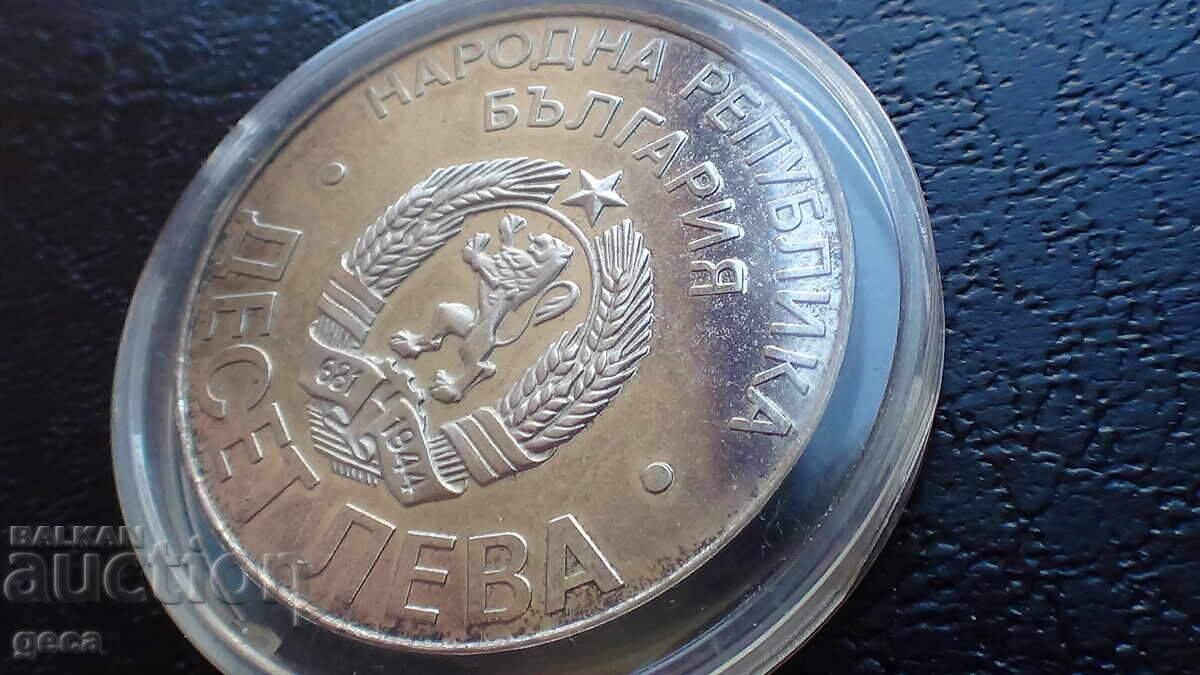 НАРОДНА РЕПУБЛИКА
БЪЛГАРИЯ
681
1944
ДЕСЕТ ЛЕВА
BALKAN
auction
geca